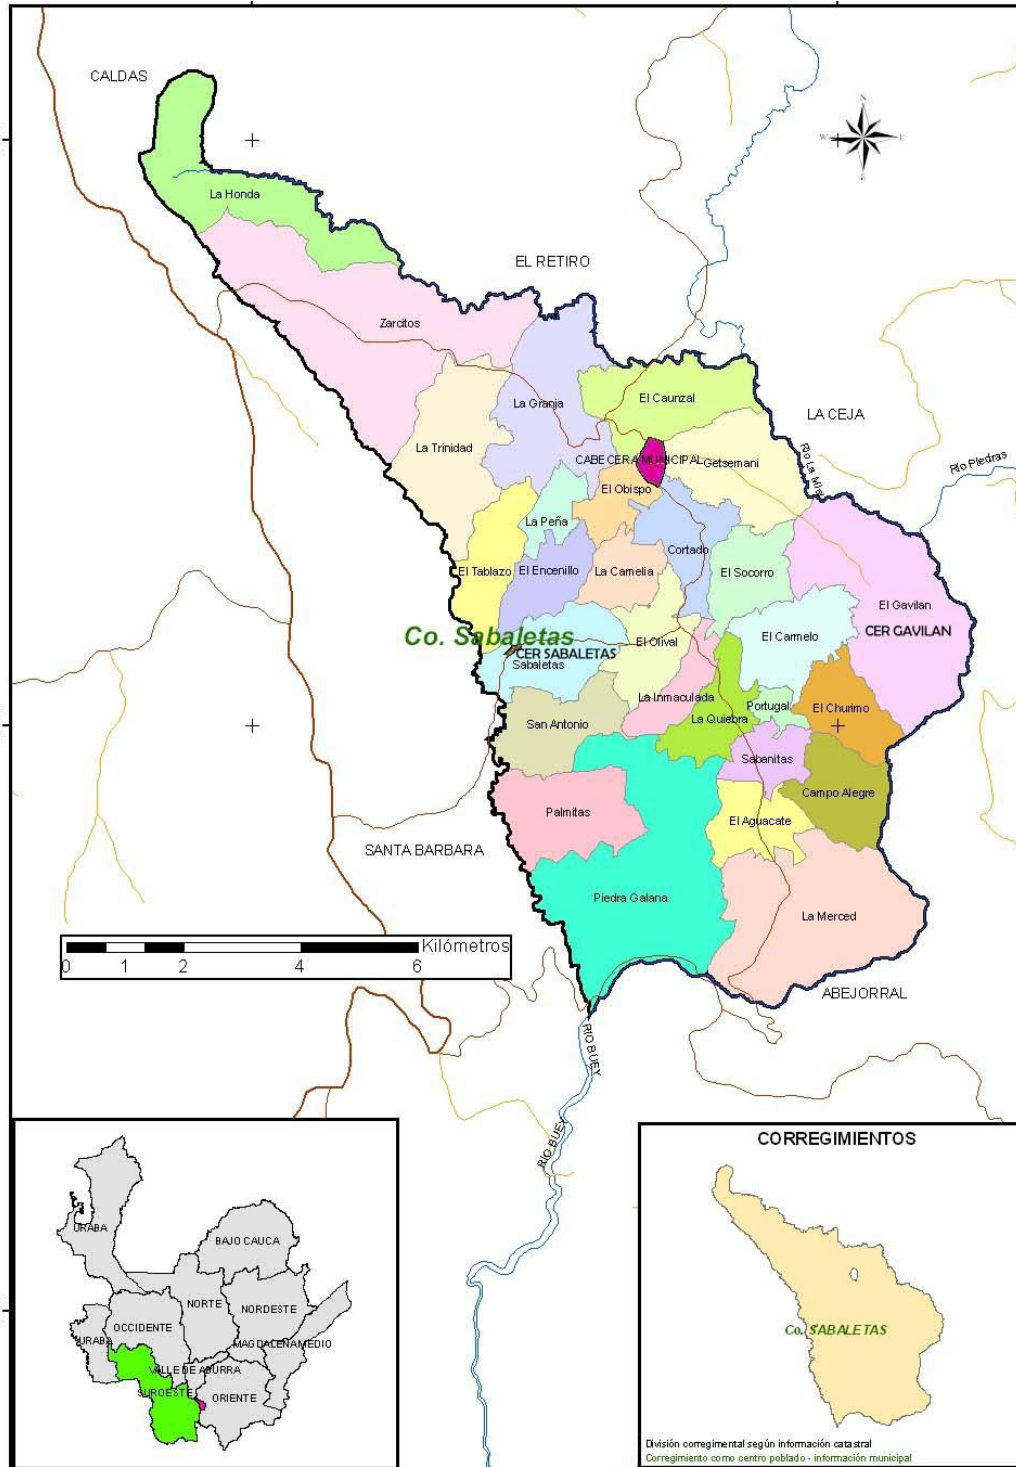 CALDAS
N
W
E
S
La Honda
EL RETIRO
Zarcitos
El Caunzal
La Granja
LA CEJA
La Trinidad
CABECERA MUNICIPAL
Getsemani
Río Piedras
El Obispo
La Peña
Cortado
El Tablazo
El Encenillo
La Camelia
El Socorro
El Gavilan
Co. Sabaletas
El Olival
El Carmelo
CER GAVILAN
CER SABALETAS
Sabaletas
La Inmaculada
Portugal
El Churimo
San Antonio
La Quiebra
Sabanitas
Campo Alegre
Palmitas
El Aguacate
SANTA BARBARA
Piedra Galana
La Merced
Kilómetros
0 1 2 4 6
ABEJORRAL
RIO BUEY
RIO BUEY
URABA
BAJO CAUCA
NORTE
NORDESTE
OCCIDENTE
URABA
MAGDALENA MEDIO
VALLE DE ABURRA
SUROESTE
ORIENTE
CORREGIMIENTOS
Co. SABALETAS
División corregimental según información catastral
Corregimiento como centro poblado - información municipal